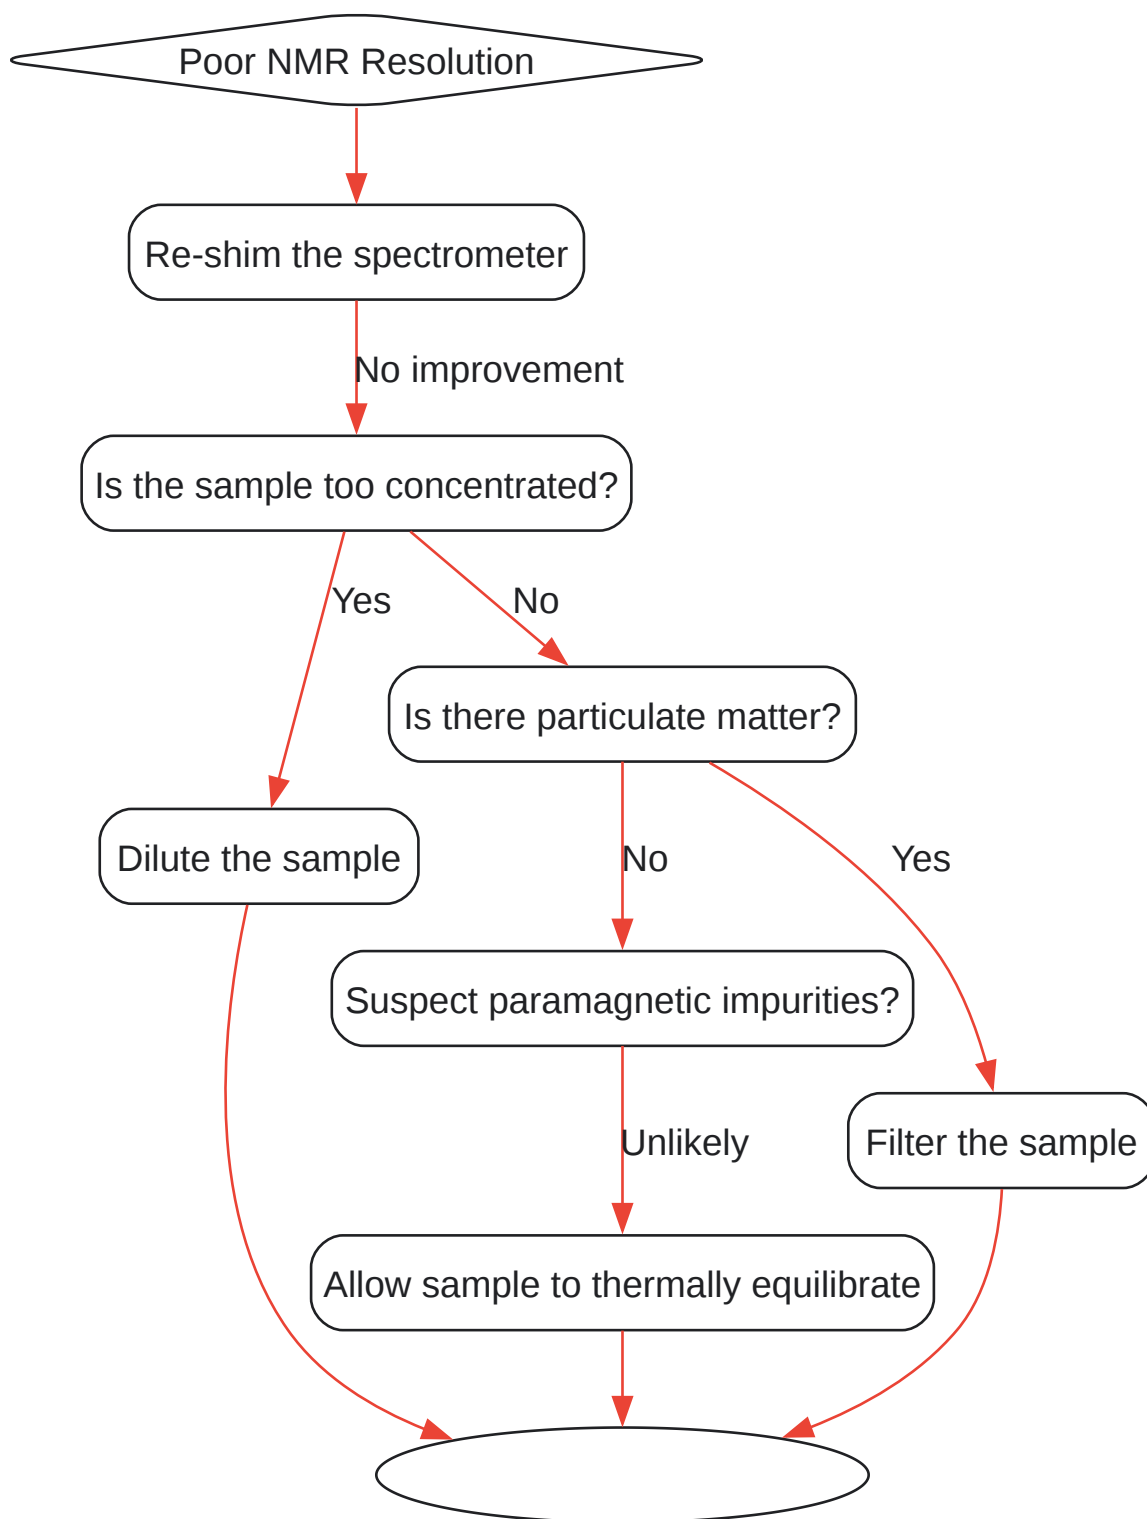 Poor NMR Resolution
Re-shim the spectrometer
No improvement
Is the sample too concentrated?
Yes
No
Is there particulate matter?
Dilute the sample
No
Yes
Suspect paramagnetic impurities?
Unlikely
Filter the sample
Allow sample to thermally equilibrate